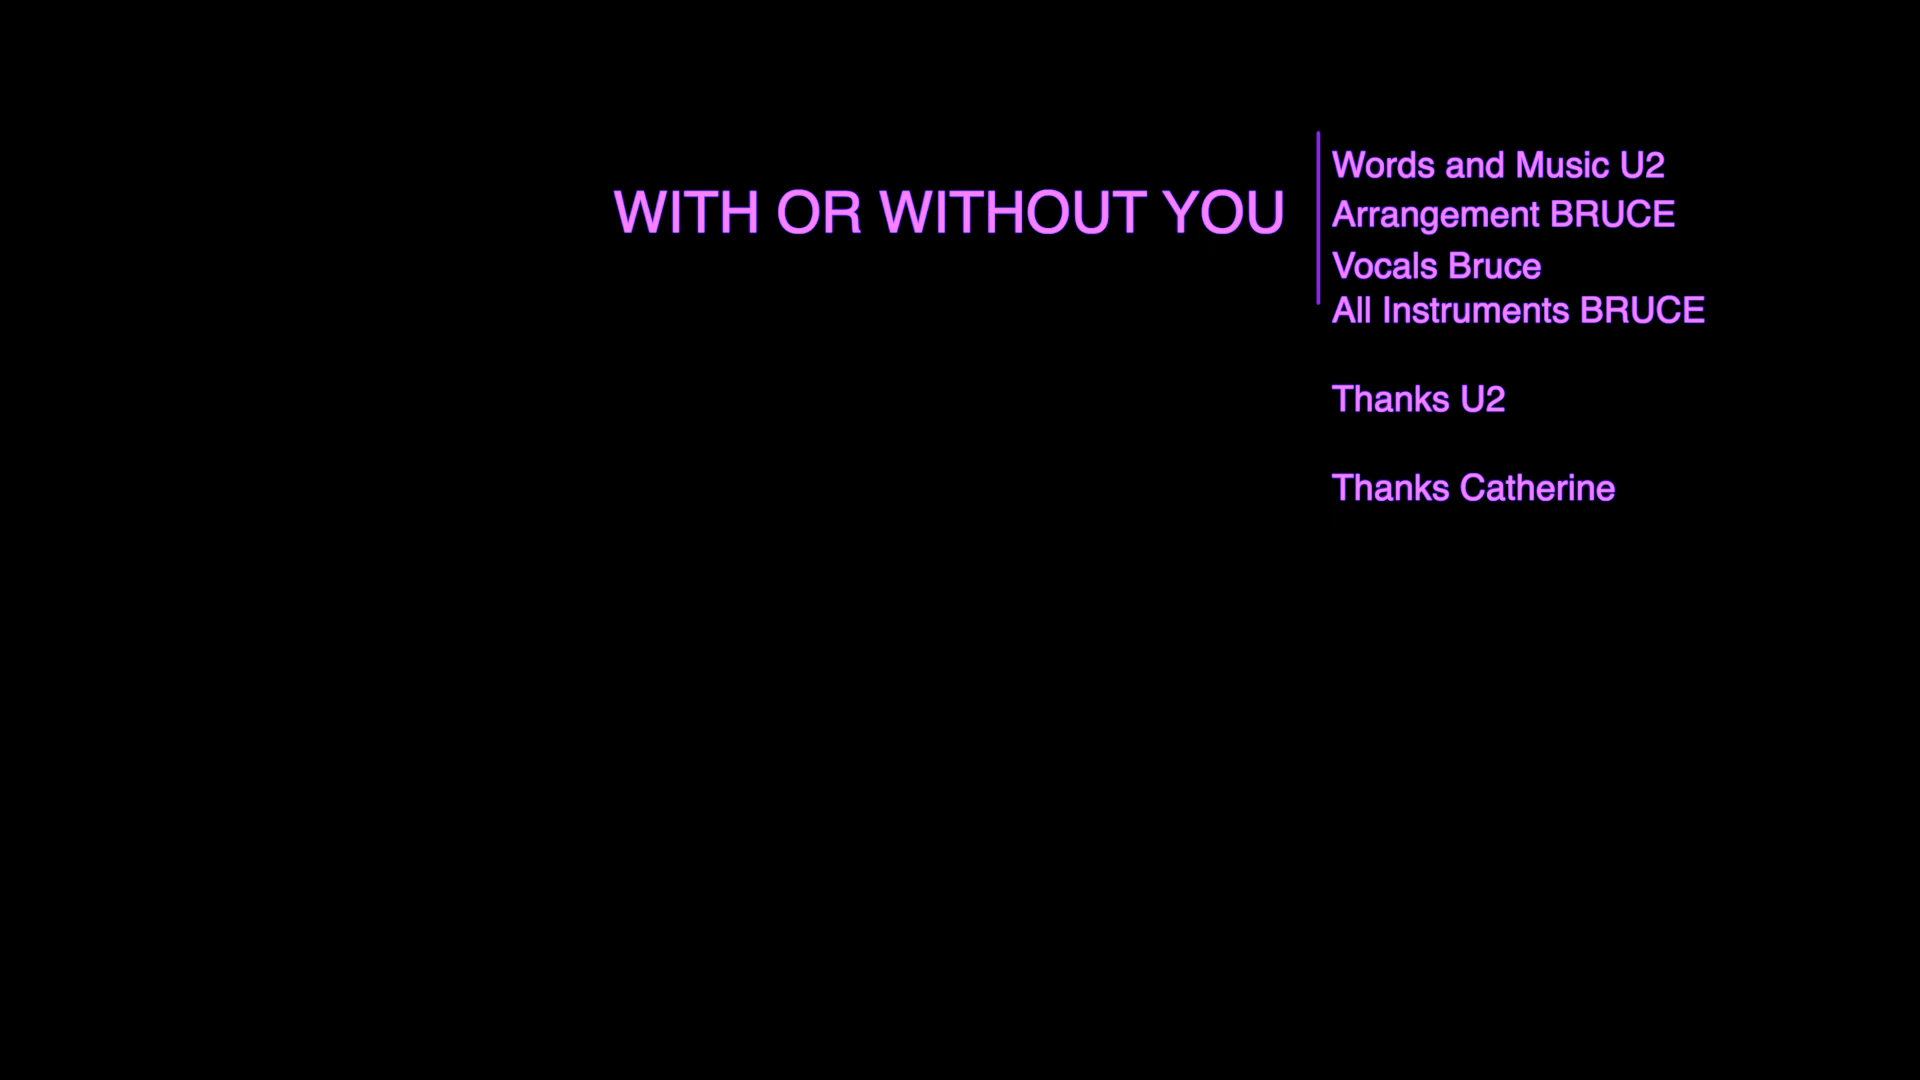 WITH OR WITHOUT YOU
Words and Music U2
Arrangement BRUCE
Vocals Bruce
All Instruments BRUCE
Thanks U2
Thanks Catherine